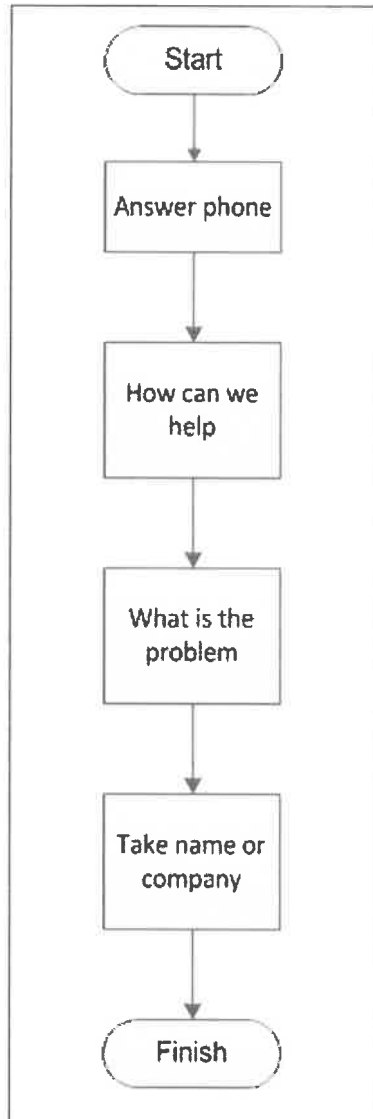 Start
Answer phone
How can we
help
What is the
problem
Take name or
company
Finish